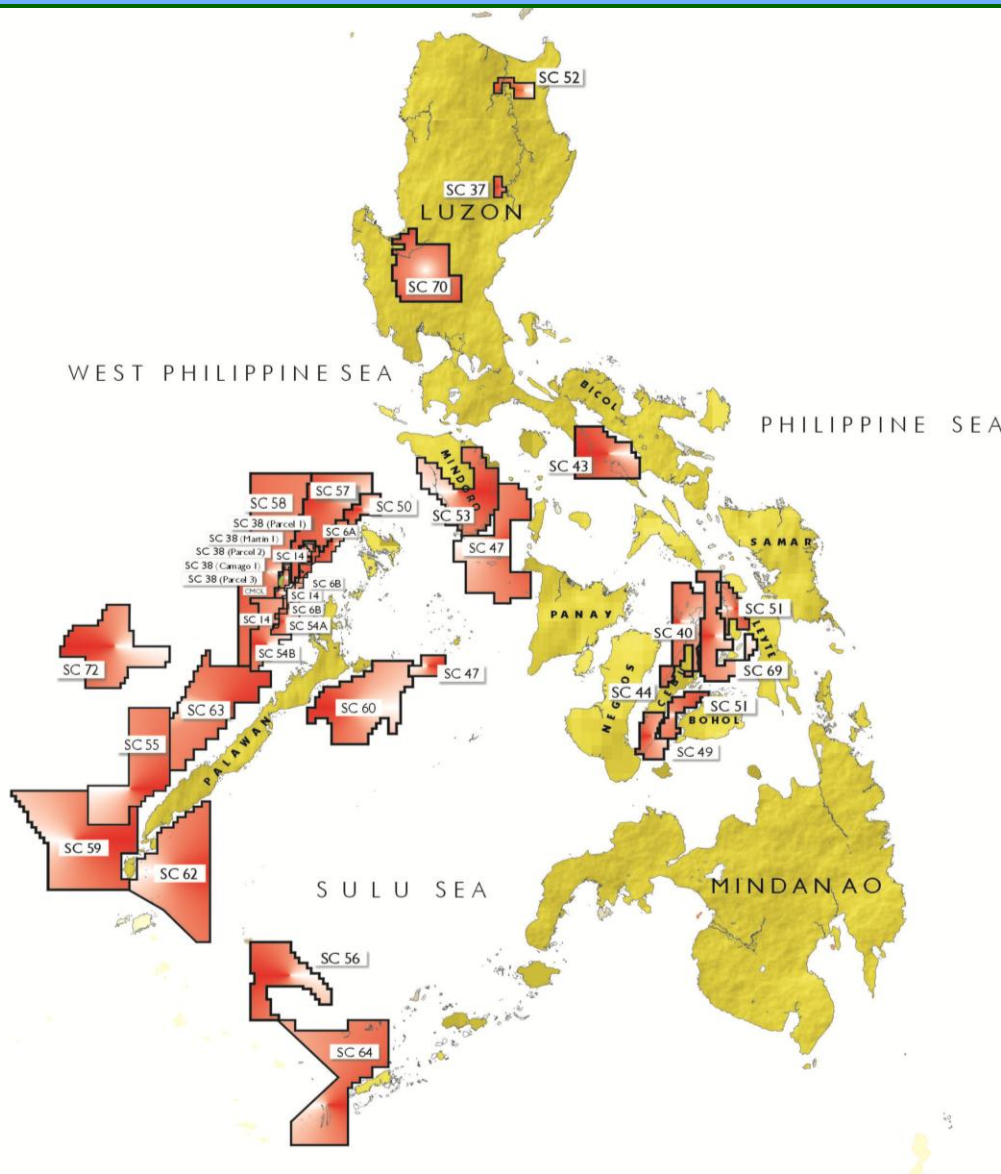 SC 52
SC 37
LUZON
SC 70
WEST PHILIPPINE SEA
BICOL
PHILIPPINE SEA
SC 43
MINDORO
SC 53
SC 47
SC 58
SC 57
SC 50
SC 38 (Parcel 1)
SC 6A
SC 38 (Martin 1)
SC 38 (Parcel 2)
SC 14
SC 38 (Camago 1)
SC 38 (Parcel 3)
SC 6B
CMOL
SC 14
SC 6B
SC 14
SC 54A
SC 54B
SAMAR
PANAY
SC 51
SC 40
LEYTE
SC 69
SC 72
SC 47
SC 44
CEBU
NEGROS
SC 51
BOHOL
SC 49
SC 63
SC 60
SC 55
PALAWAN
SC 59
SC 62
SULU SEA
MINDANAO
SC 56
SC 64